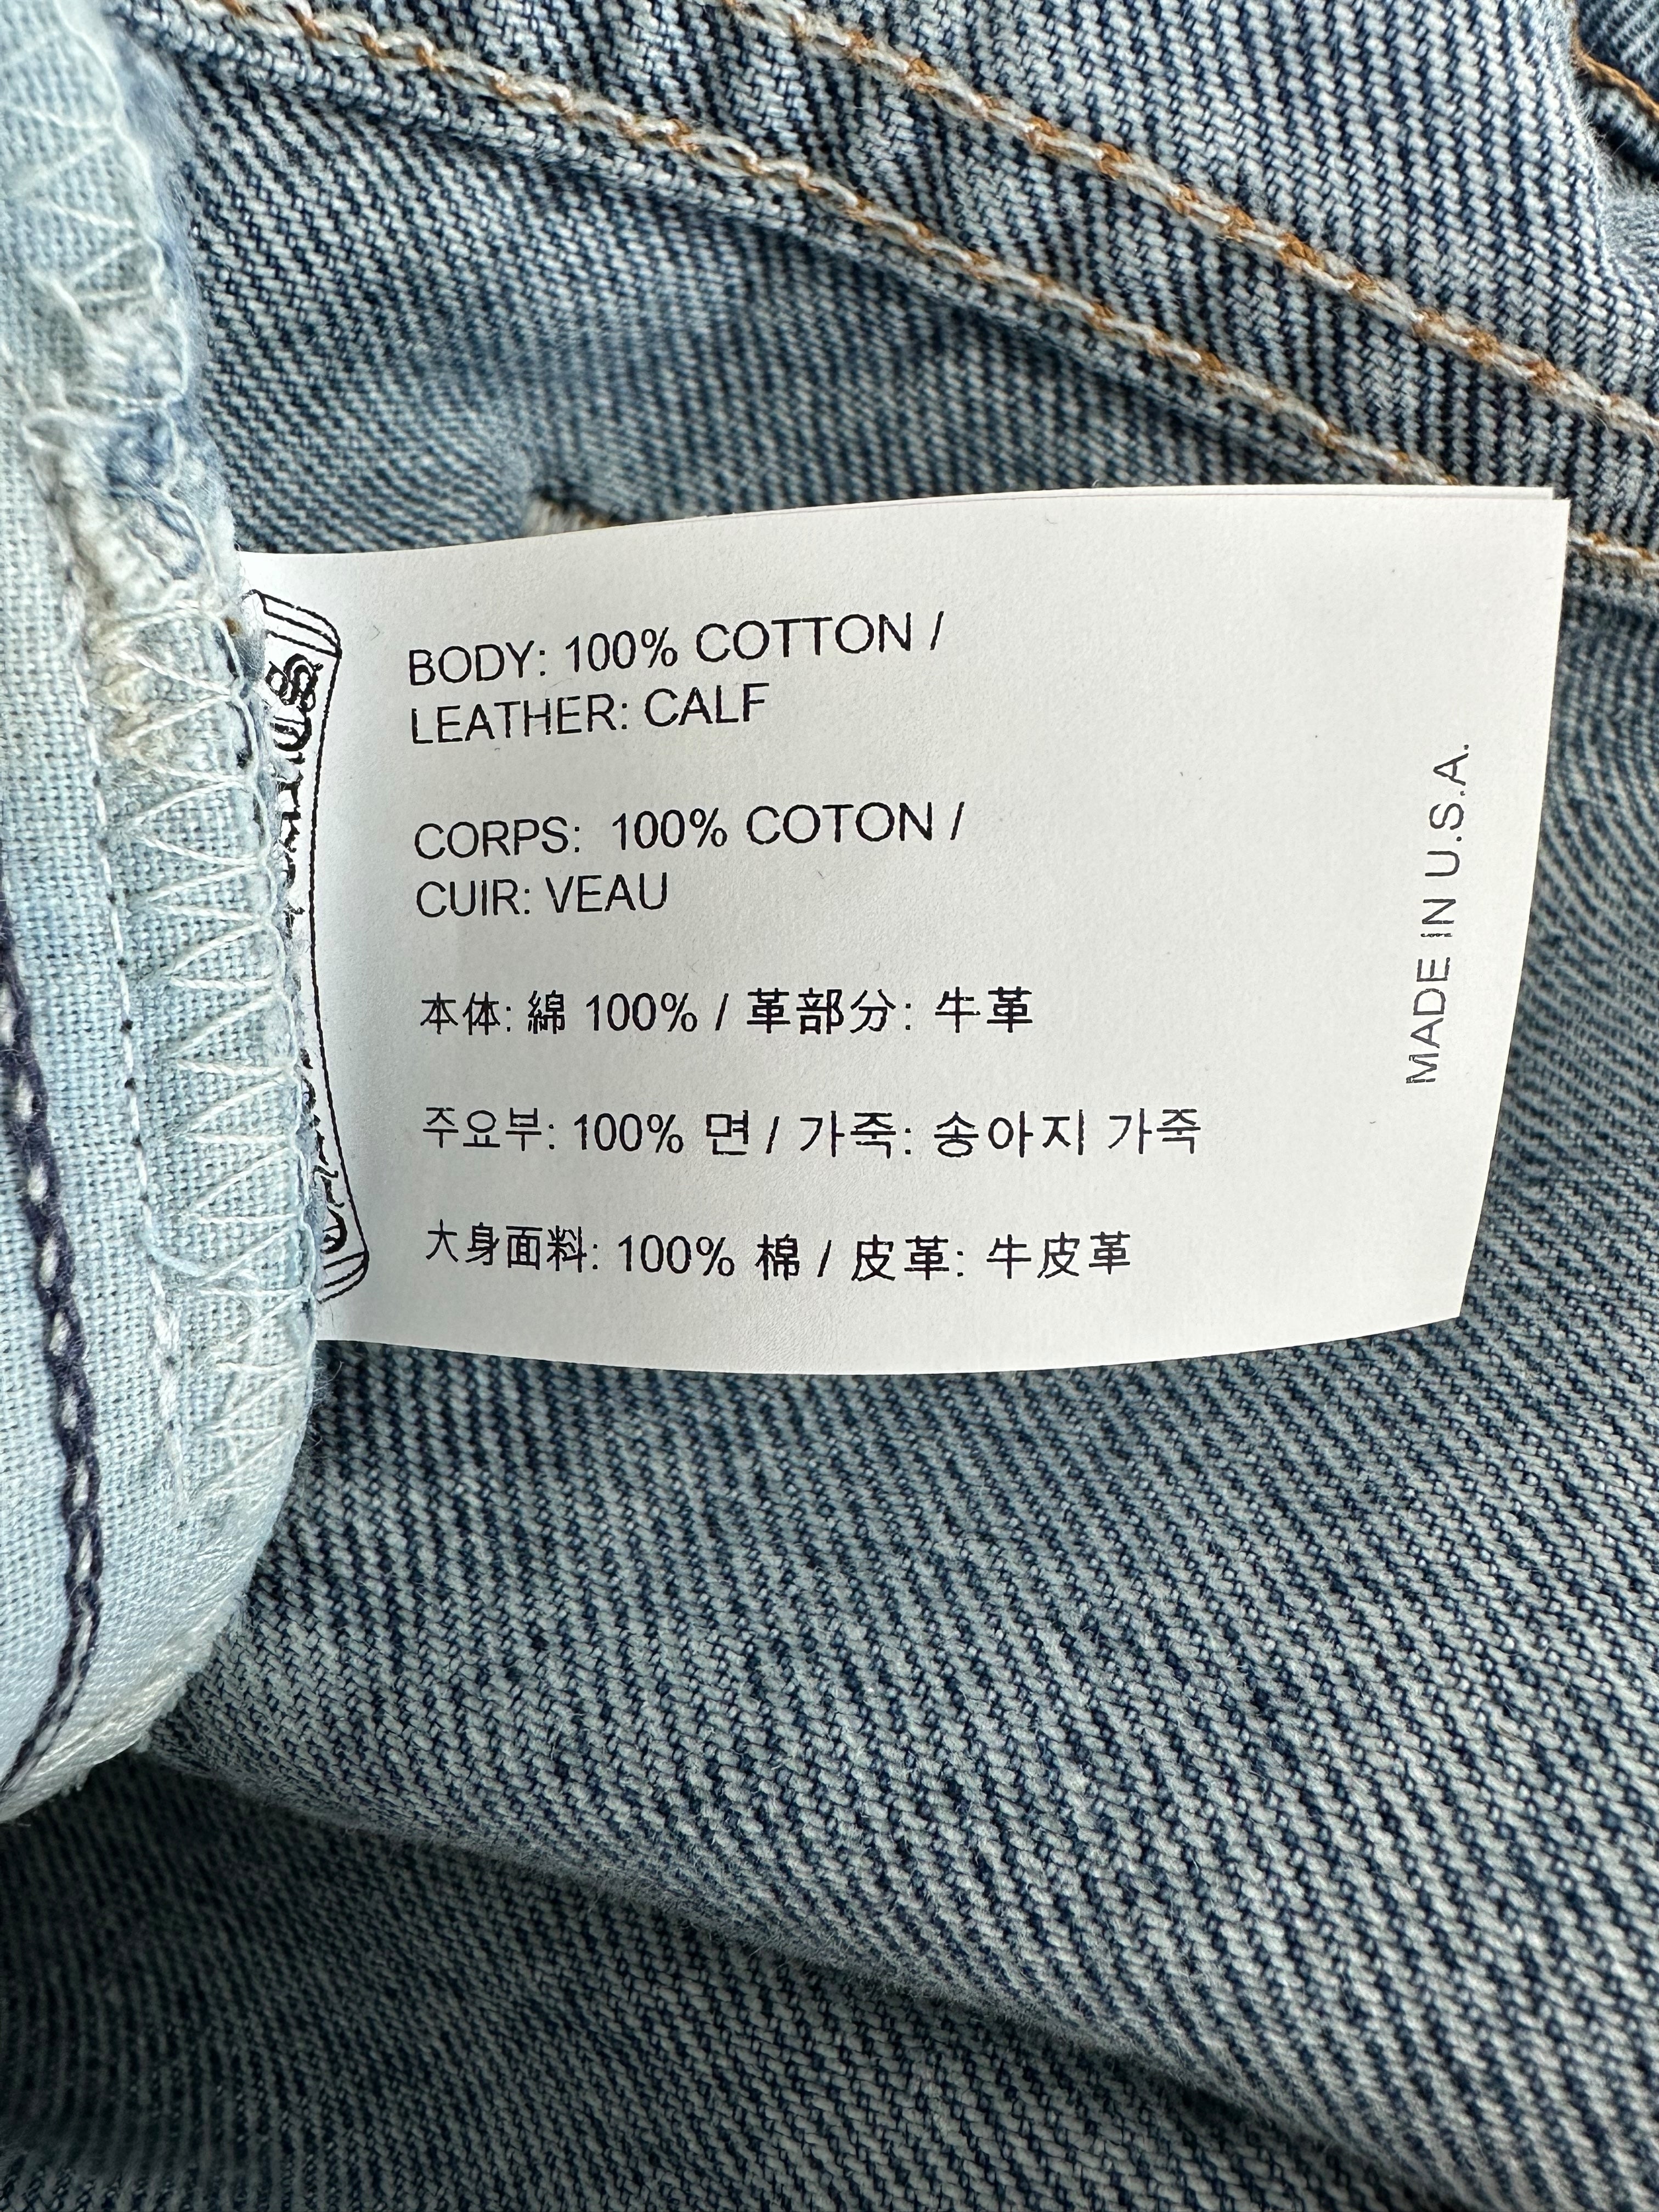 BODY: 100% COTTON /
LEATHER: CALF
CORPS: 100% COTON /
CUIR: VEAU
本体: 綿 100% / 革部分: 牛革
주요부: 100% 면 / 가죽: 송아지 가죽
大身面料: 100% 棉 / 皮革: 牛皮革
MADE IN U.S.A.